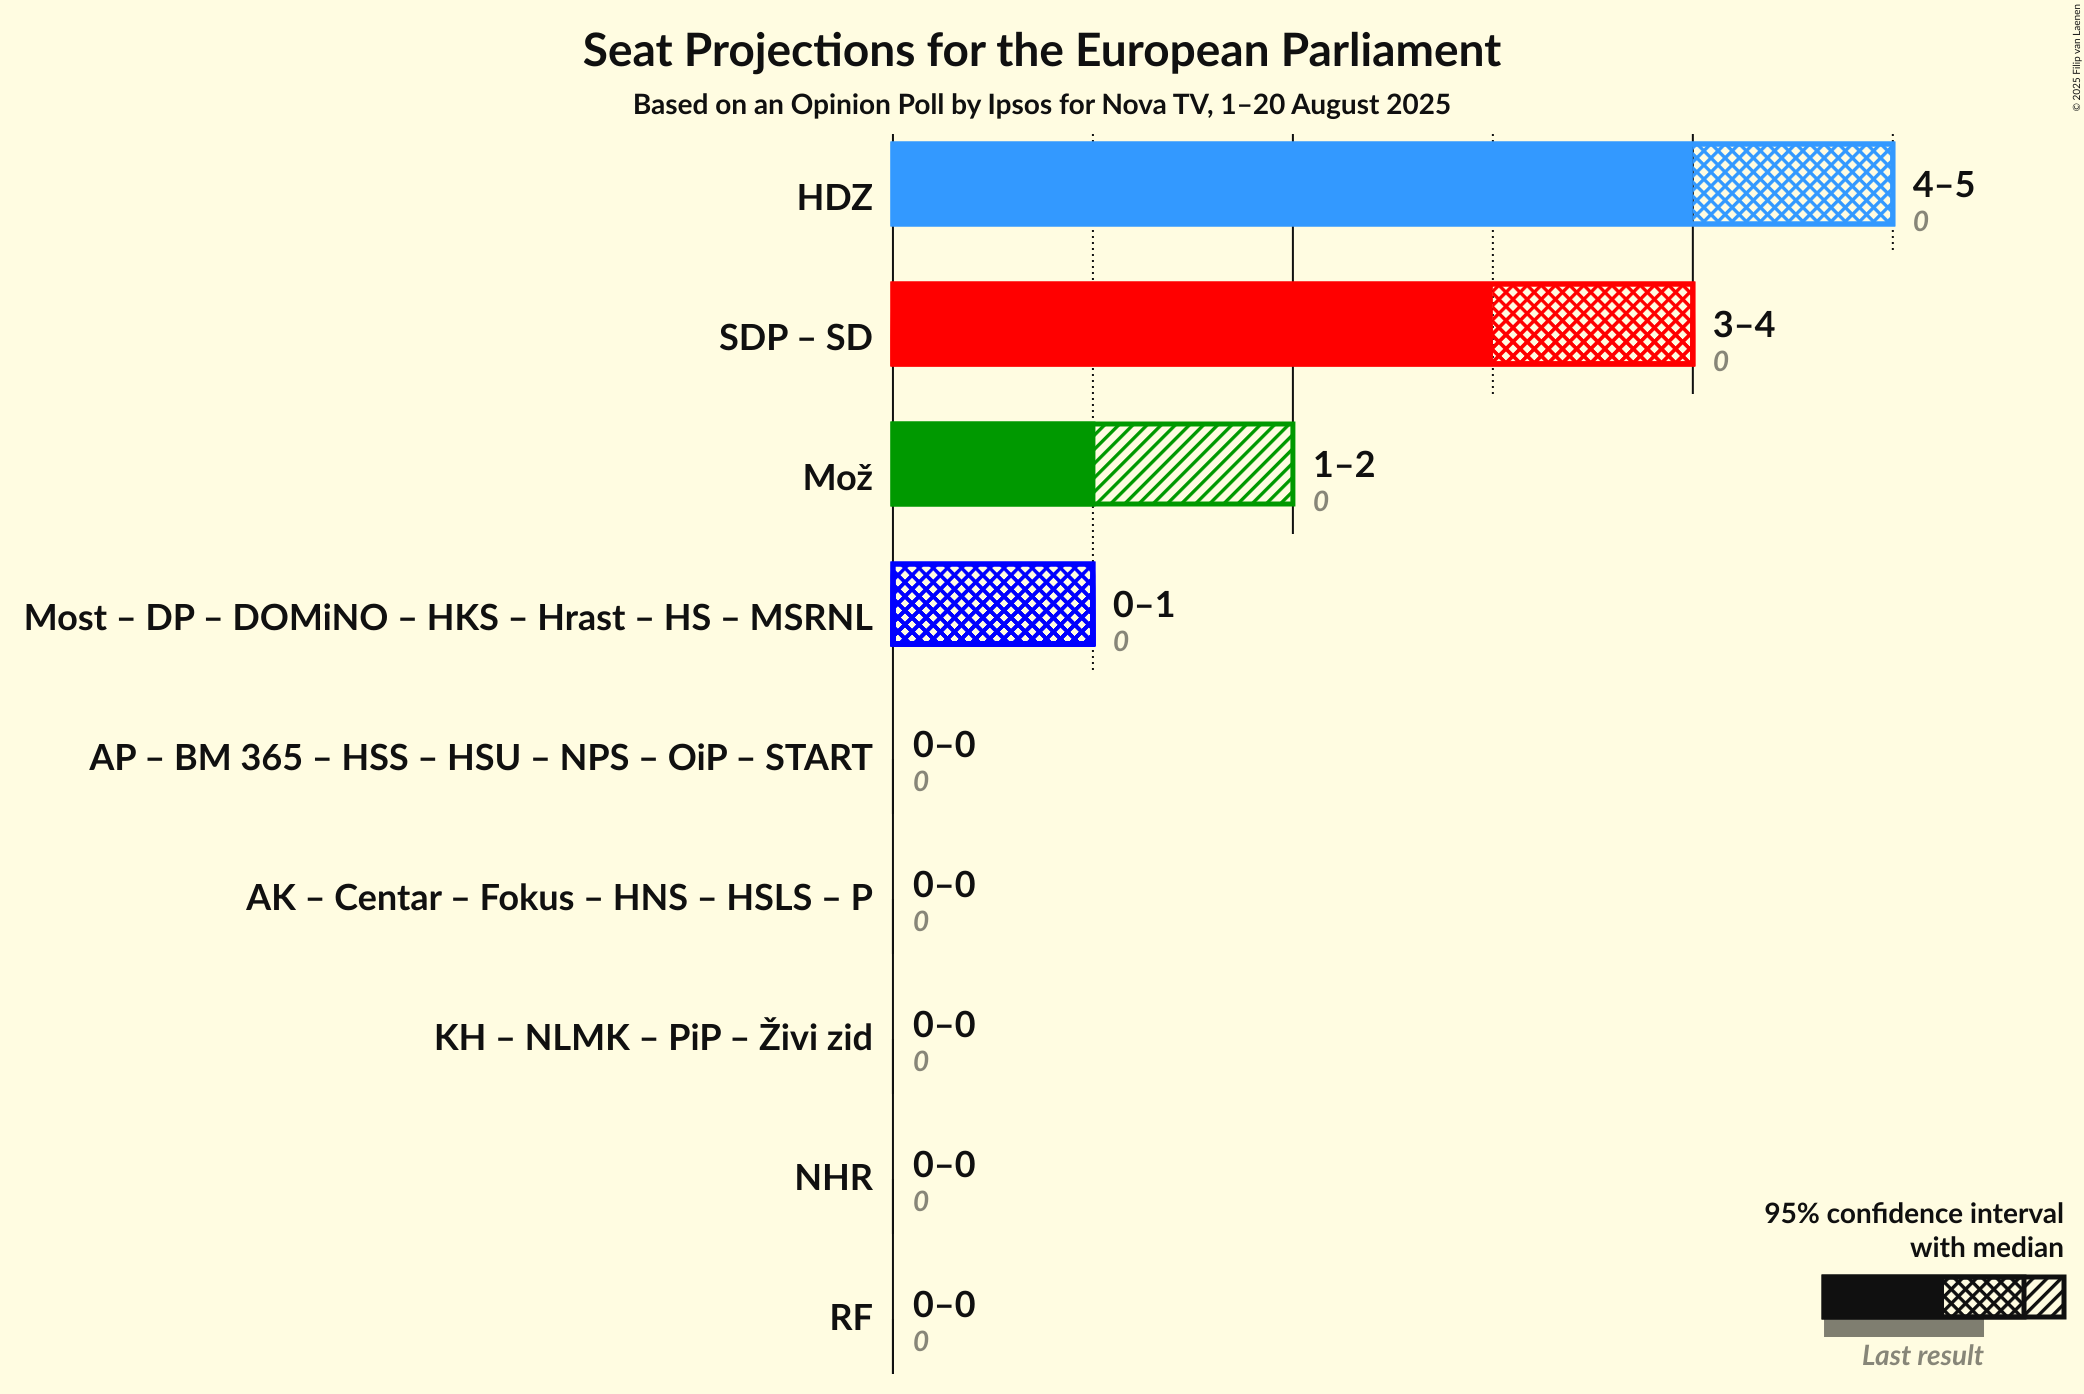 Seat Projections for the European Parliament
Based on an Opinion Poll by Ipsos for Nova TV, 1–20 August 2025
© 2025 Filip van Laenen
HDZ
4–5
0
SDP – SD
3–4
0
Mož
1–2
0
Most – DP – DOMiNO – HKS – Hrast – HS – MSRNL
0–1
0
AP – BM 365 – HSS – HSU – NPS – OiP – START
0–0
0
AK – Centar – Fokus – HNS – HSLS – P
0–0
0
KH – NLMK – PiP – Živi zid
0–0
0
NHR
0–0
0
RF
0–0
0
95% confidence interval
with median
Last result